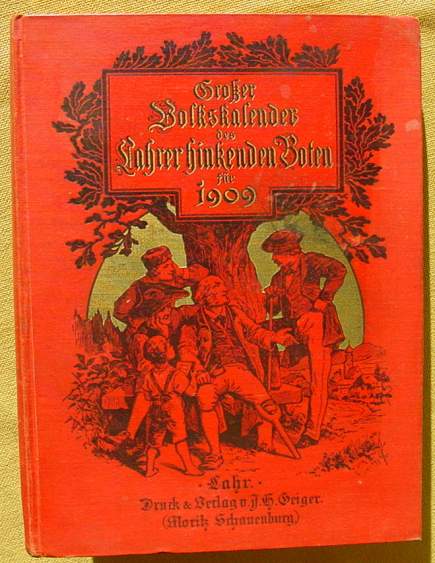 Großer
Volkskalender
des
Lahrer hinkenden Boten
für
1909
Lahr.
Druck & Verlag v. J. H. Geiger.
(Moritz Schauenburg)